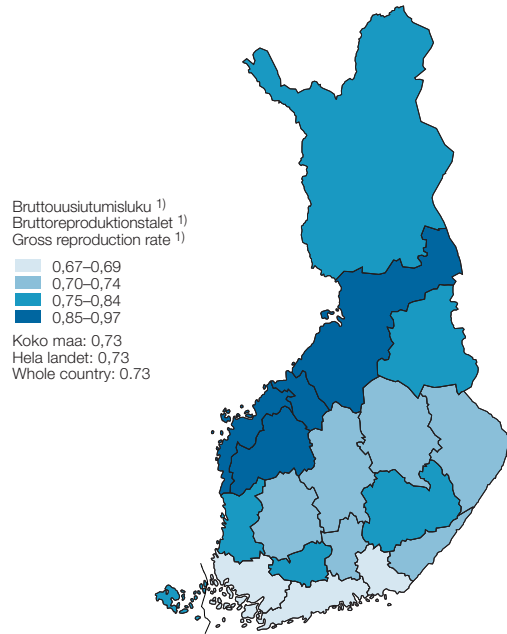 Bruttouusiutumisluku 1)
Bruttoreproduktionstalet 1)
Gross reproduction rate 1)
0,67–0,69
0,70–0,74
0,75–0,84
0,85–0,97
Koko maa: 0,73
Hela landet: 0,73
Whole country: 0.73